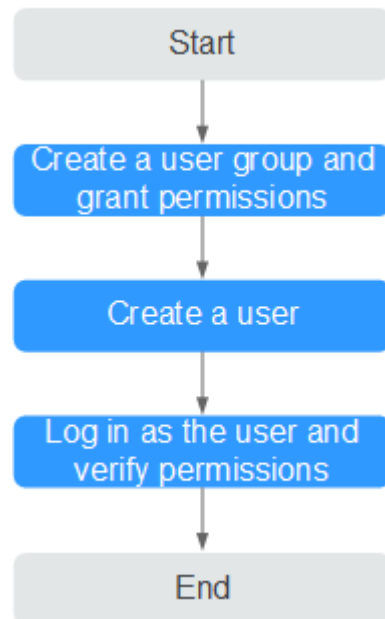 Start
Create a user group and
grant permissions
Create a user
Log in as the user and
verify permissions
End